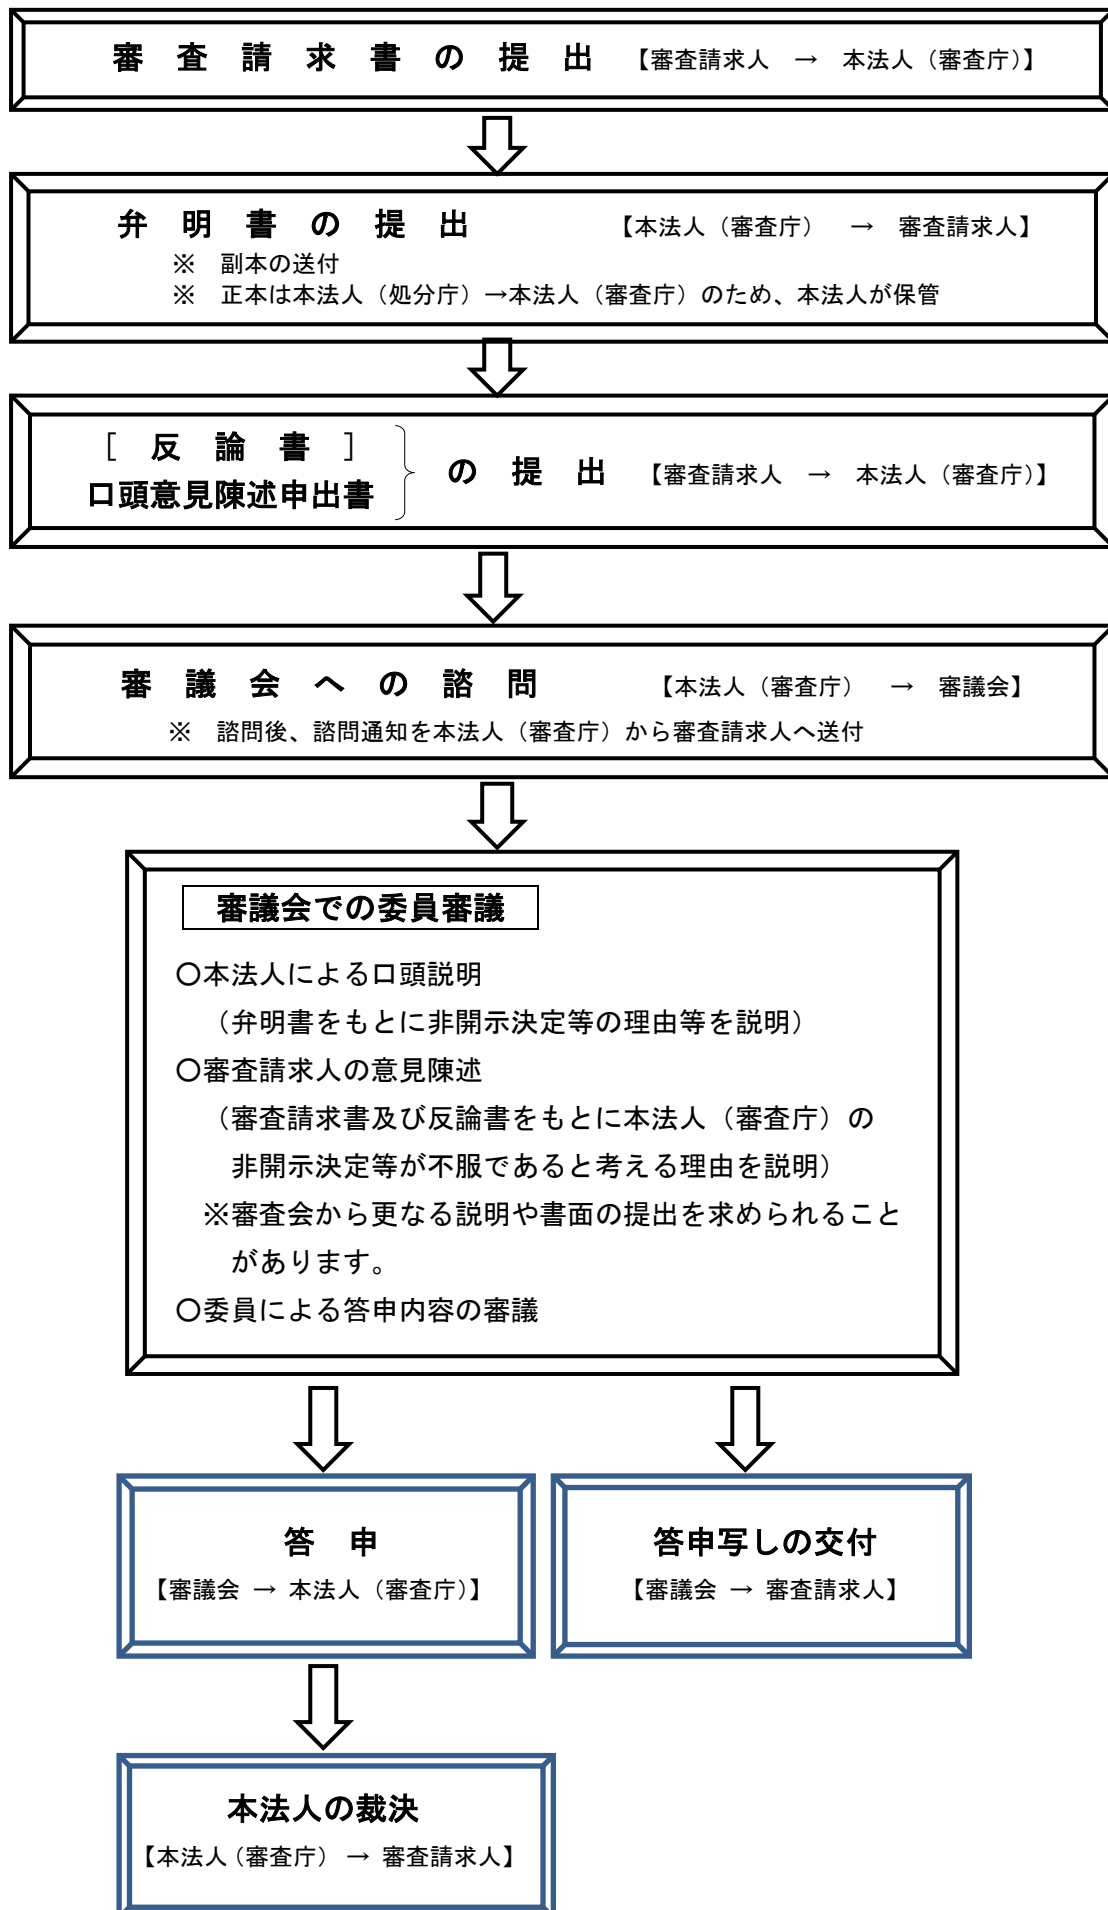 審査請求書の提出 【審査請求人 → 本法人（審査庁）】
弁明書の提出 【本法人（審査庁） → 審査請求人】
※ 副本の送付
※ 正本は本法人（処分庁）→本法人（審査庁）のため、本法人が保管
［反論書］
口頭意見陳述申出書
の提出 【審査請求人 → 本法人（審査庁）】
審議会への諮問 【本法人（審査庁） → 審議会】
※ 諮問後、諮問通知を本法人（審査庁）から審査請求人へ送付
審議会での委員審議
○本法人による口頭説明
（弁明書をもとに非開示決定等の理由等を説明）
○審査請求人の意見陳述
（審査請求書及び反論書をもとに本法人（審査庁）の
非開示決定等が不服であると考える理由を説明）
※審査会から更なる説明や書面の提出を求められること
があります。
○委員による答申内容の審議
答申
【審議会 → 本法人（審査庁）】
答申写しの交付
【審議会 → 審査請求人】
本法人の裁決
【本法人（審査庁） → 審査請求人】